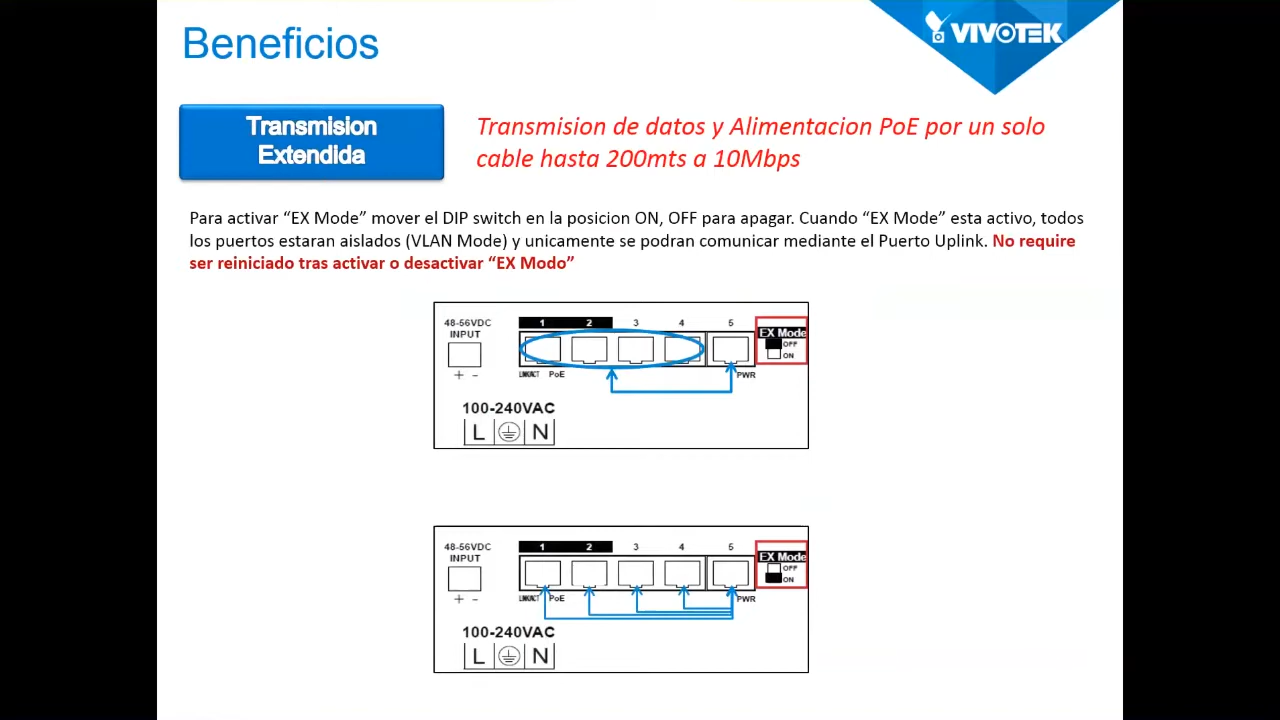 Beneficios
VIVOTEK
Transmision
Extendida
Transmision de datos y Alimentacion PoE por un solo
cable hasta 200mts a 10Mbps
Para activar “EX Mode” mover el DIP switch en la posicion ON, OFF para apagar. Cuando “EX Mode” esta activo, todos
los puertos estaran aislados (VLAN Mode) y unicamente se podran comunicar mediante el Puerto Uplink. No require
ser reiniciado tras activar o desactivar “EX Modo”
48-56VDC
INPUT
+ -
1 2 3 4 5
EX Mode
OFF
ON
LINK/ACT PoE PWR
100-240VAC
L N
48-56VDC
INPUT
+ -
1 2 3 4 5
EX Mode
OFF
ON
LINK/ACT PoE PWR
100-240VAC
L N